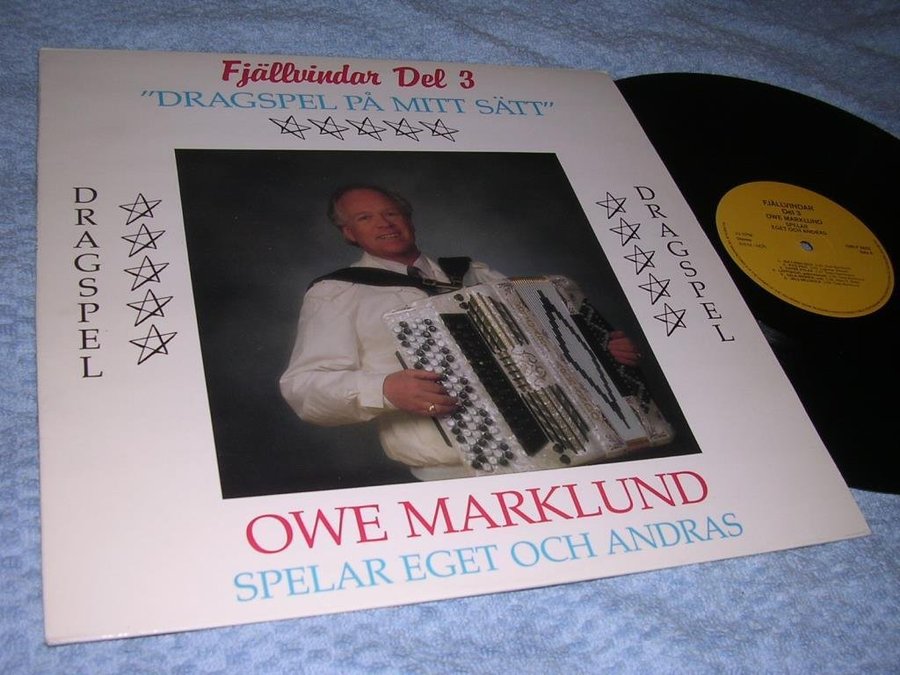 Fjällvindar Del 3
"DRAGSPEL PÅ MITT SÄTT"
DRAGSPEL
DRAGSPEL
OWE MARKLUND
SPELAR EGET OCH ANDRAS
FJÄLLVINDAR
Del 3
OWE MARKLUND
SPELAR
EGET OCH ANDRAS